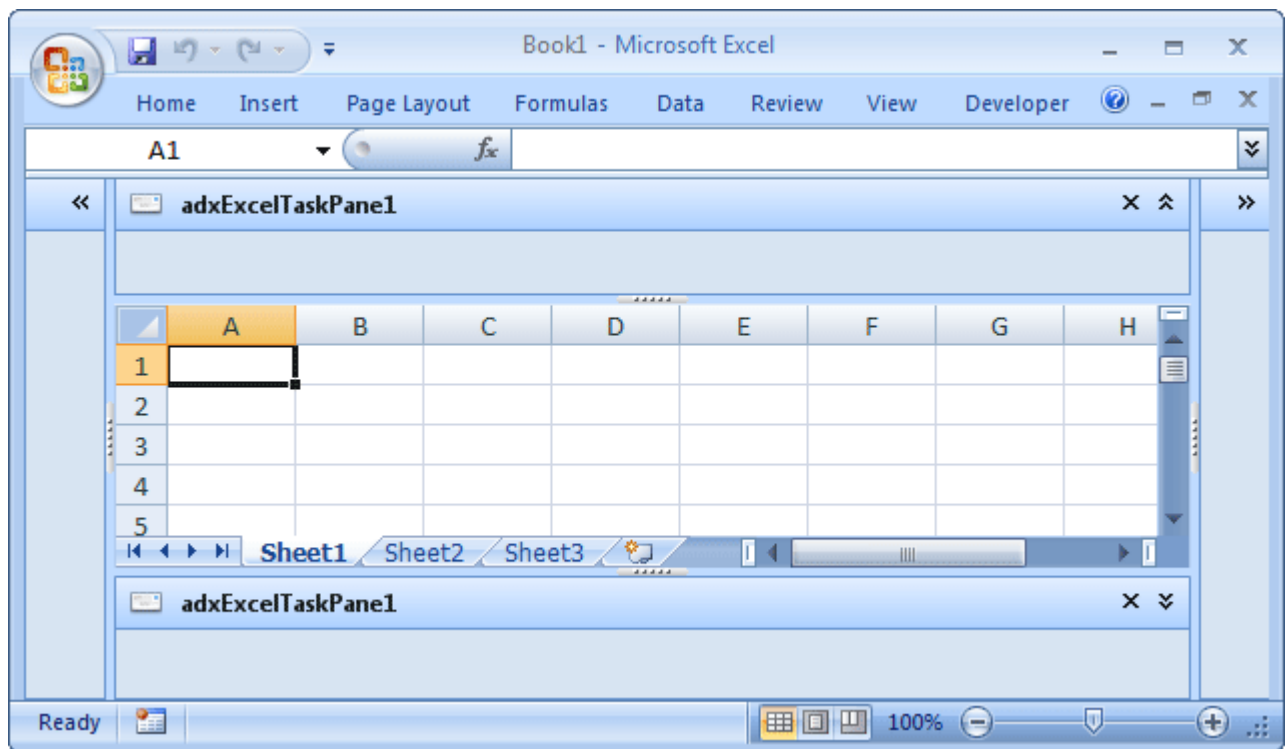 Book1 - Microsoft Excel
Home Insert Page Layout Formulas Data Review View Developer
A1 fx
adxExcelTaskPane1
A B C D E F G H
1
2
3
4
5
Sheet1 Sheet2 Sheet3
adxExcelTaskPane1
Ready 100%